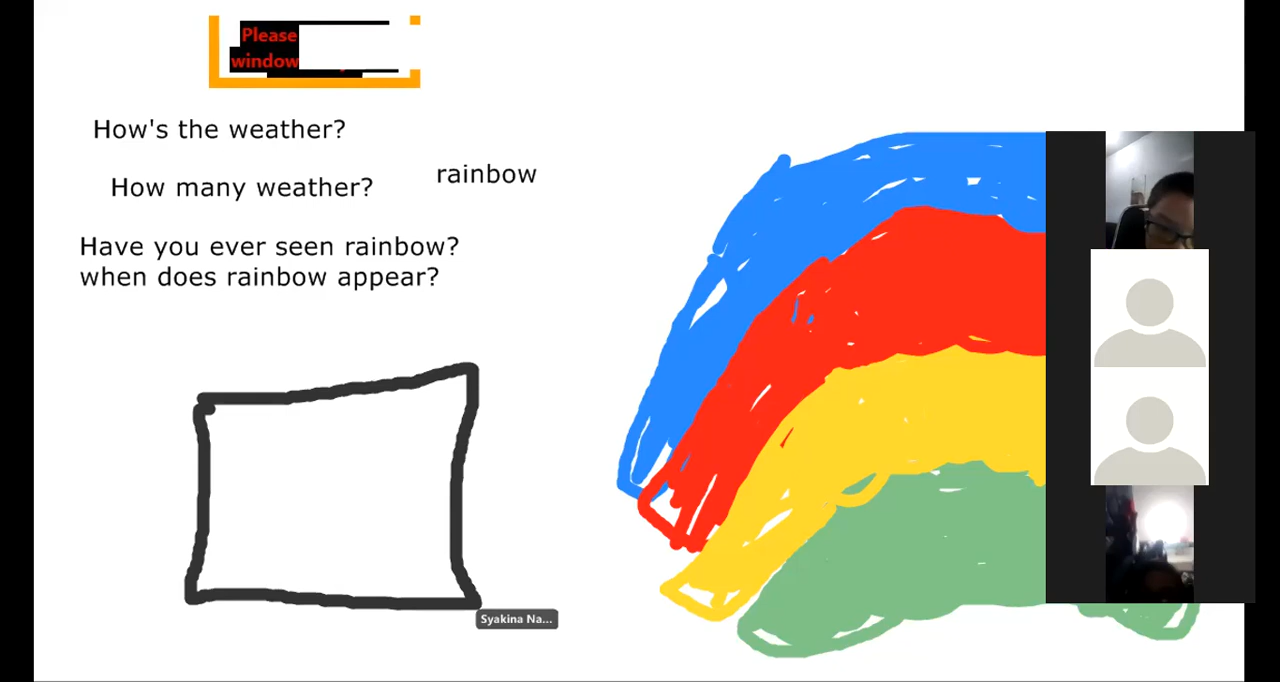 Please
window
How's the weather?
rainbow
How many weather?
Have you ever seen rainbow?
when does rainbow appear?
Syakina Na...